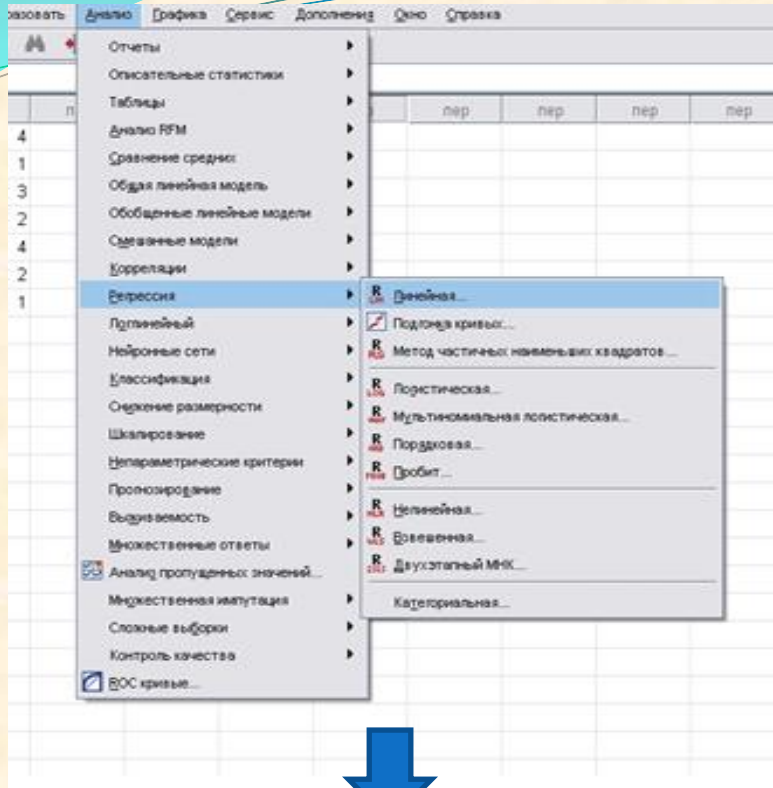 разовать Анализ Графика Сервис Дополнения Окно Справка
Отчеты
Описательные статистики
Таблицы
пер пер пер пер
Анализ RFM
4
Сравнение средних
1
Общая линейная модель
3
Обобщенные линейные модели
2
Смешанные модели
4
Корреляции
2
Регрессия
1
Логлинейный
Нейронные сети
Классификация
Снижение размерности
Шкалирование
Непараметрические критерии
Прогнозирование
Выживаемость
Множественные ответы
Анализ пропущенных значений...
Множественная импутация
Сложные выборки
Контроль качества
ROC кривые...
Линейная...
Подгонка кривых...
Метод частичных наименьших квадратов...
Логистическая...
Мультиномиальная логистическая...
Порядковая...
Пробит...
Нелинейная...
Взвешенная...
Двухэтапный МНК...
Категориальная...